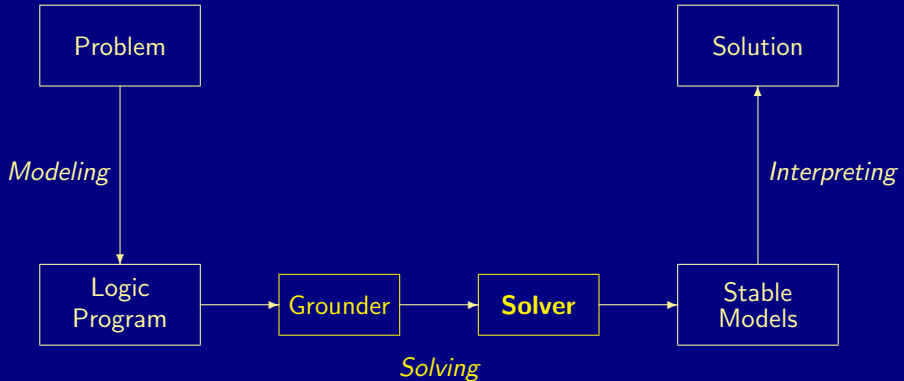 Problem
Solution
Modeling
Interpreting
Logic
Program
Grounder
Solver
Stable
Models
Solving